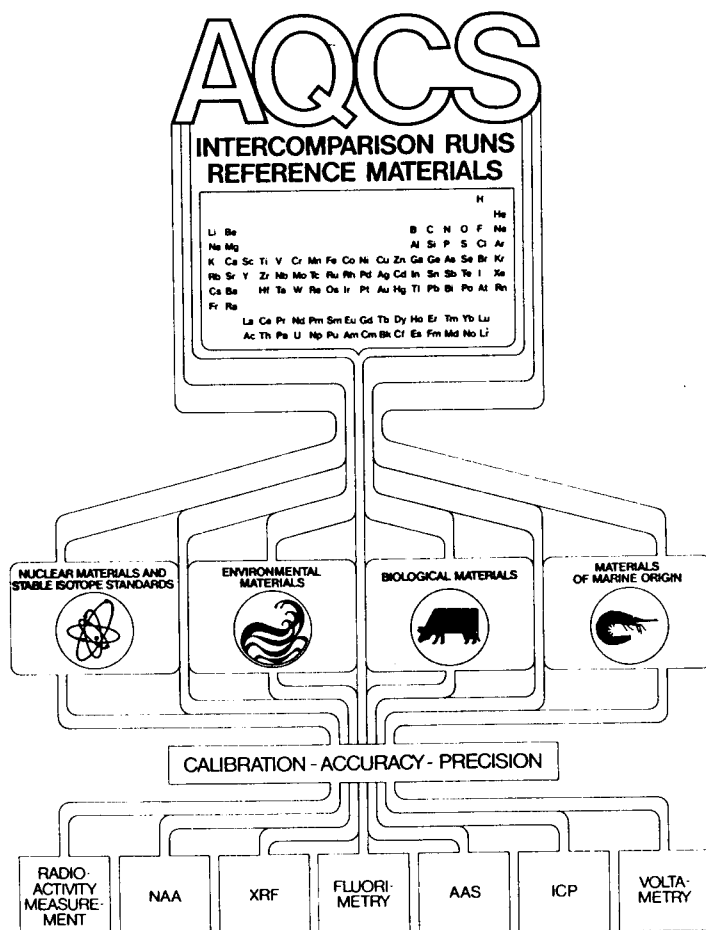 AQCS
INTERCOMPARISON RUNS
REFERENCE MATERIALS
H
He
Li Be B C N O F Ne
Na Mg Al Si P S Cl Ar
K Ca Sc Ti V Cr Mn Fe Co Ni Cu Zn Ga Ge As Se Br Kr
Rb Sr Y Zr Nb Mo Tc Ru Rh Pd Ag Cd In Sn Sb Te I Xe
Cs Ba Hf Ta W Re Os Ir Pt Au Hg Tl Pb Bi Po At Rn
Fr Ra
La Ce Pr Nd Pm Sm Eu Gd Tb Dy Ho Er Tm Yb Lu
Ac Th Pa U Np Pu Am Cm Bk Cf Es Fm Md No Lr
NUCLEAR MATERIALS AND
STABLE ISOTOPE STANDARDS
ENVIRONMENTAL
MATERIALS
BIOLOGICAL MATERIALS
MATERIALS
OF MARINE ORIGIN
CALIBRATION - ACCURACY - PRECISION
RADIO-
ACTIVITY
MEASURE-
MENT
NAA
XRF
FLUORI-
METRY
AAS
ICP
VOLTA-
METRY